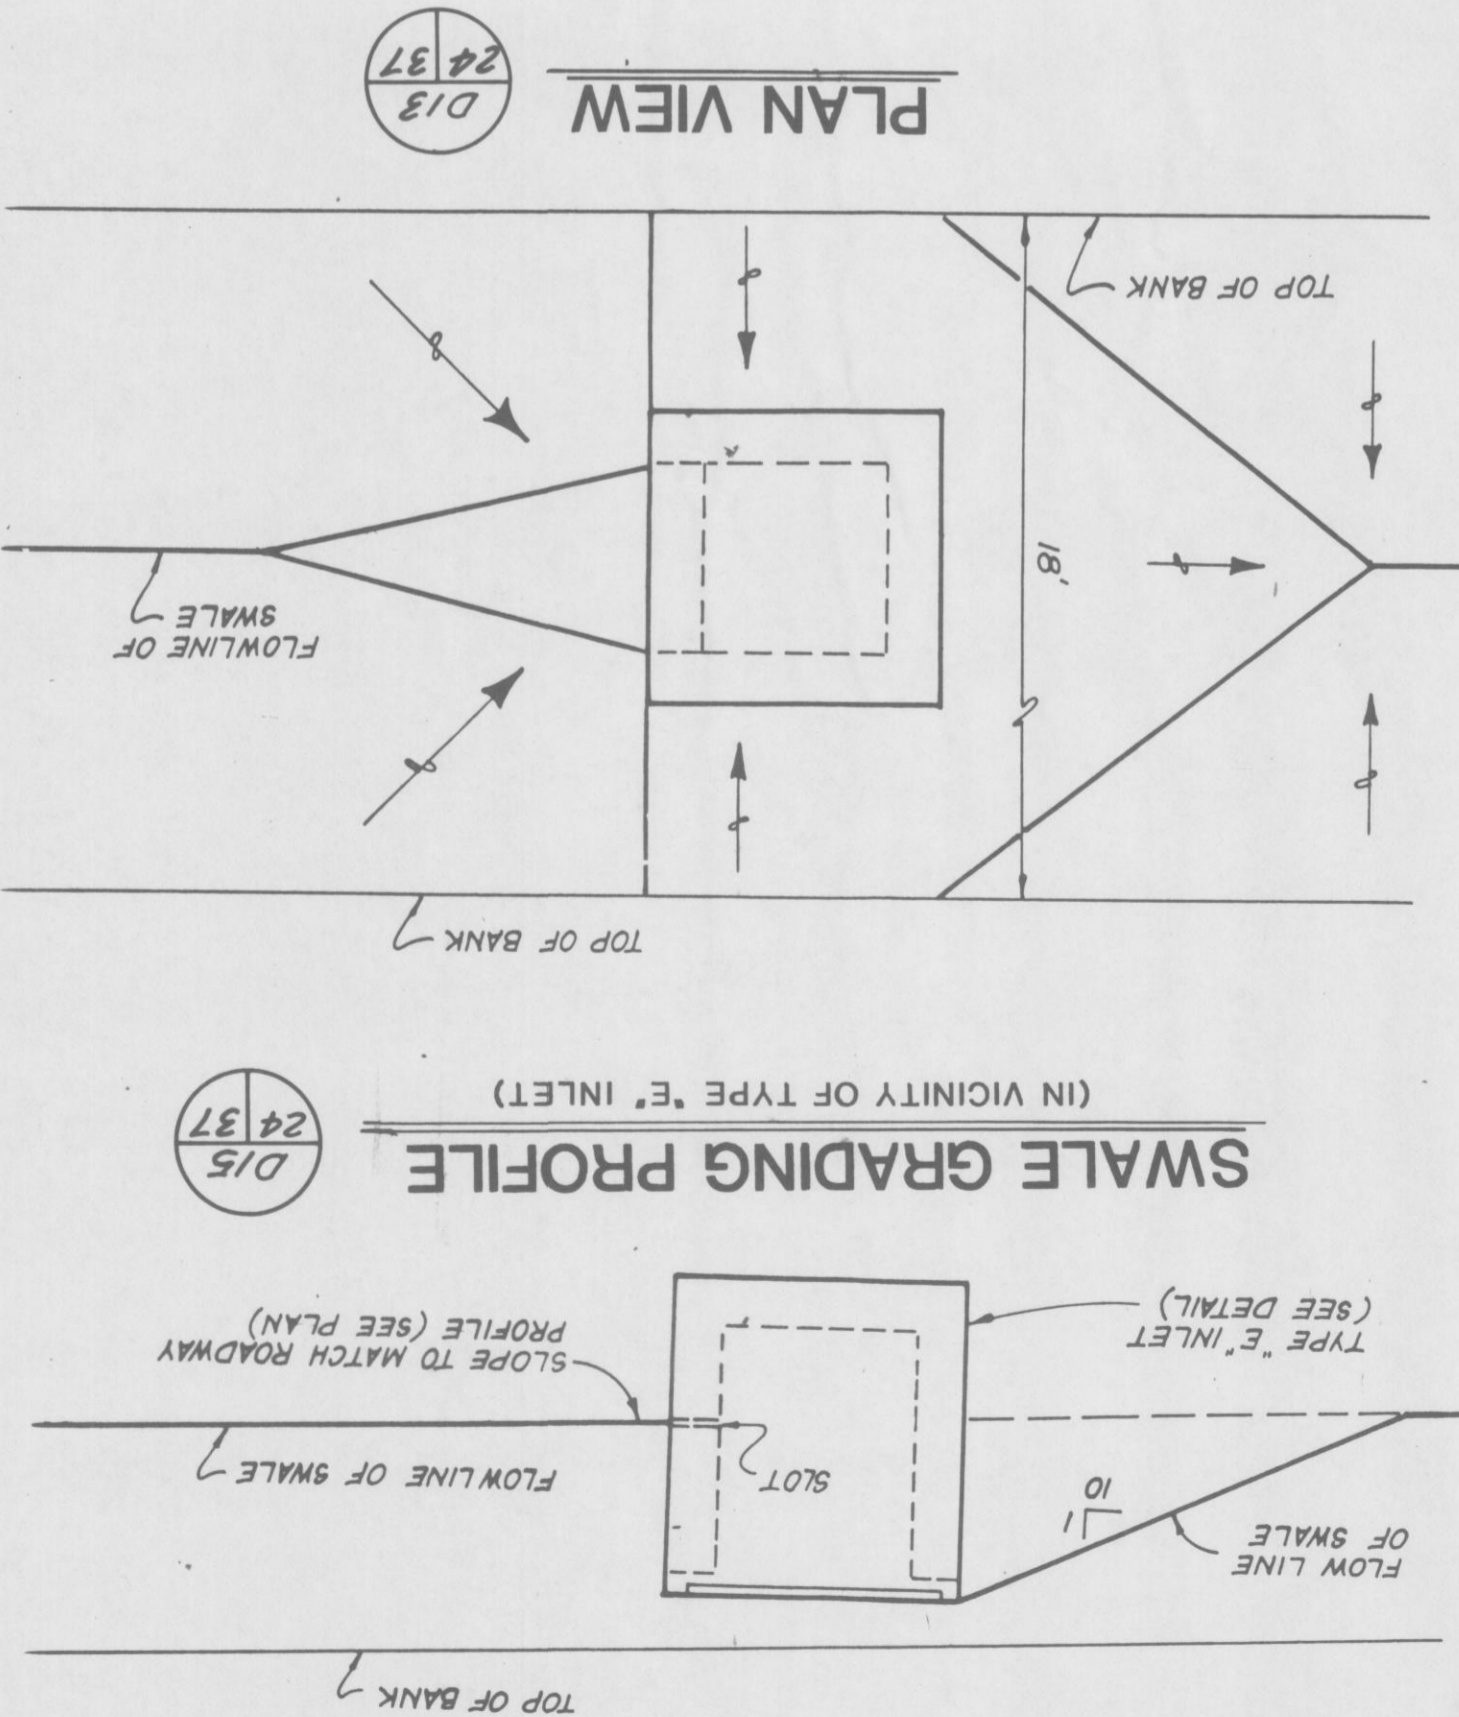 TOP OF BANK
FLOW LINE
OF SWALE
10
1
SLOT
FLOWLINE OF SWALE
TYPE "E" INLET
(SEE DETAIL)
SLOPE TO MATCH ROADWAY
PROFILE (SEE PLAN)
SWALE GRADING PROFILE
(IN VICINITY OF TYPE "E" INLET)
D15
24 37
TOP OF BANK
FLOWLINE OF
SWALE
18'
TOP OF BANK
PLAN VIEW
D13
24 37